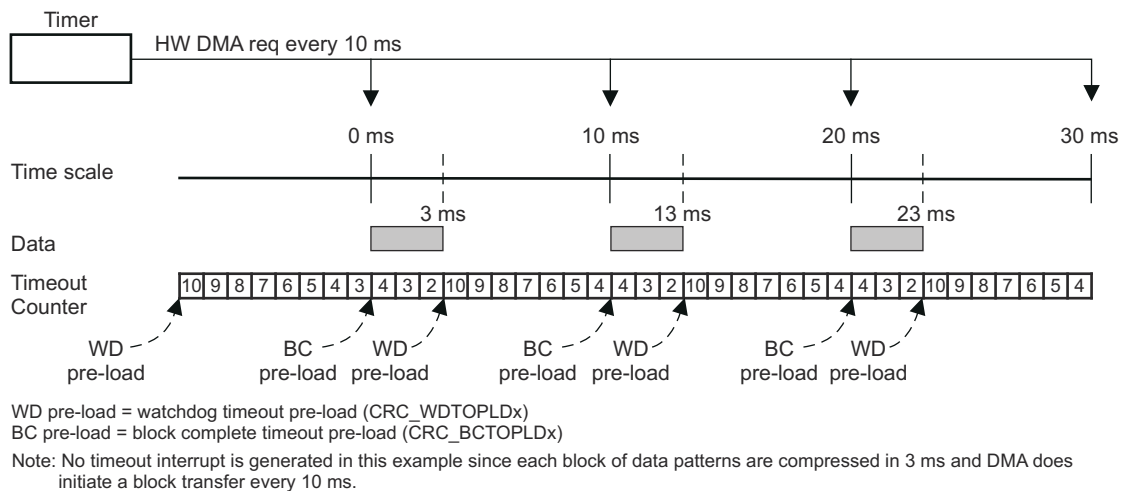 Timer
HW DMA req every 10 ms
0 ms 10 ms 20 ms 30 ms
Time scale
3 ms 13 ms 23 ms
Data
Timeout Counter
10 9 8 7 6 5 4 3 4 3 2 10 9 8 7 6 5 4 4 3 2 10 9 8 7 6 5 4 4 3 2 10 9 8 7 6 5 4
WD pre-load
BC pre-load
WD pre-load
BC pre-load
WD pre-load
BC pre-load
WD pre-load
WD pre-load = watchdog timeout pre-load (CRC_WDTOPLDx)
BC pre-load = block complete timeout pre-load (CRC_BCTOPLDx)
Note: No timeout interrupt is generated in this example since each block of data patterns are compressed in 3 ms and DMA does
initiate a block transfer every 10 ms.